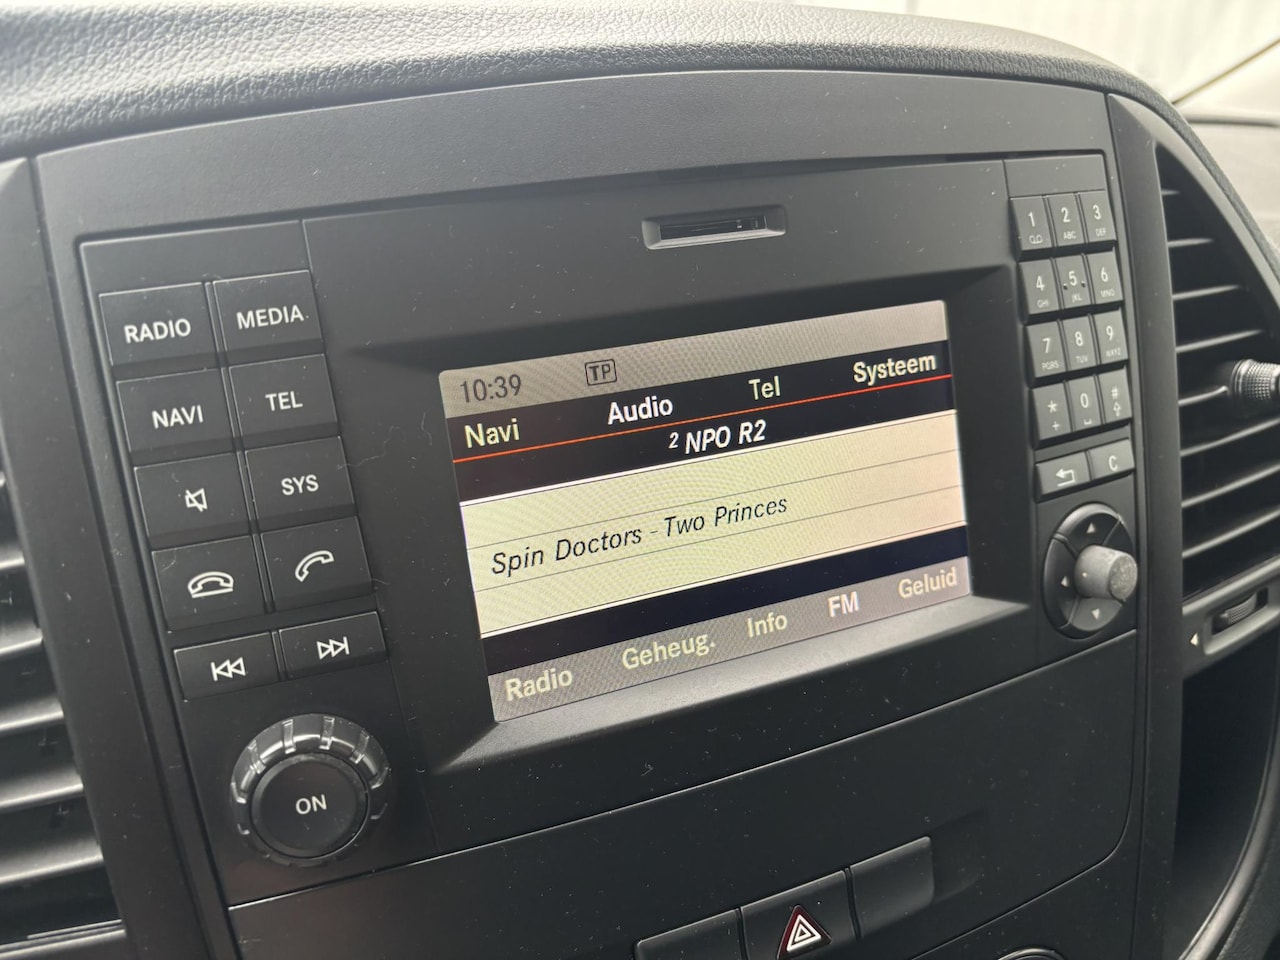 RADIO MEDIA
NAVI TEL
SYS
ON
10:39 TP
Navi Audio Tel Systeem
2 NPO R2
Spin Doctors - Two Princes
Radio Geheug. Info FM Geluid
1 2 ABC 3 DEF
4 GHI 5 JKL 6 MNO
7 PQRS 8 TUV 9 WXYZ
* + 0 #
C